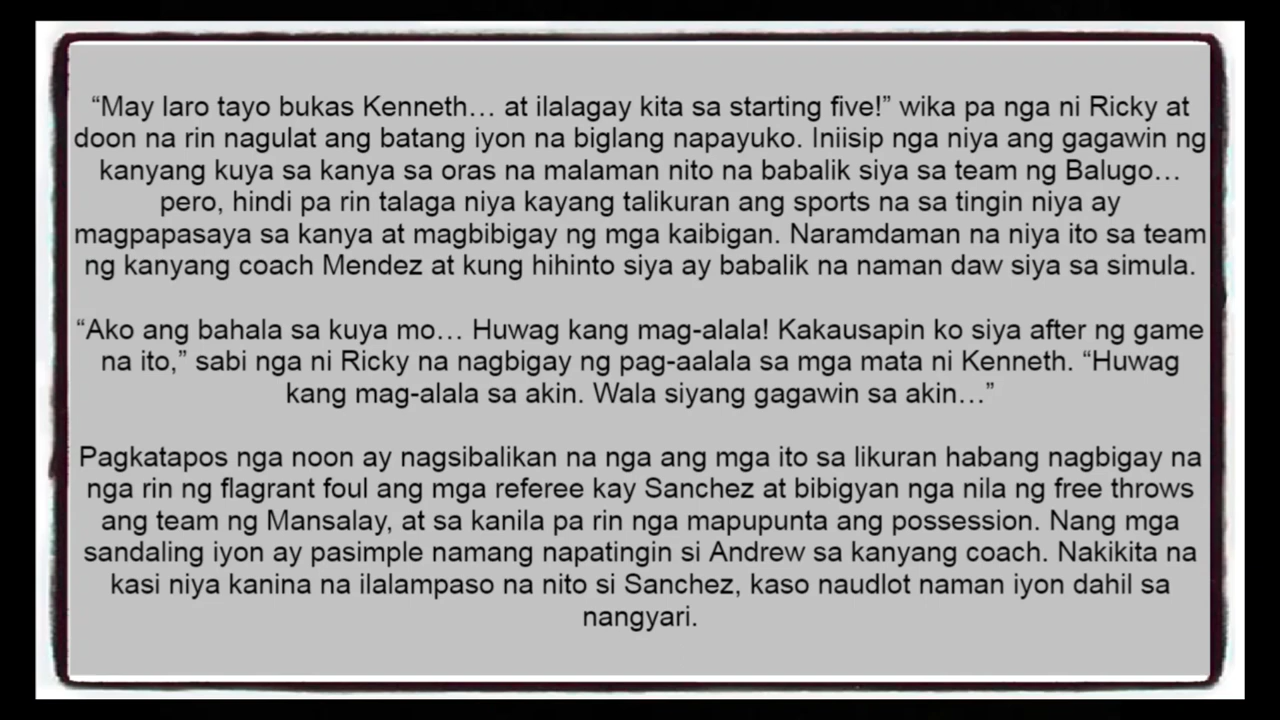 “May laro tayo bukas Kenneth… at ilalagay kita sa starting five!” wika pa nga ni Ricky at
doon na rin nagulat ang batang iyon na biglang napayuko. Iniisip nga niya ang gagawin ng
kanyang kuya sa kanya sa oras na malaman nito na babalik siya sa team ng Balugo…
pero, hindi pa rin talaga niya kayang talikuran ang sports na sa tingin niya ay
magpapasaya sa kanya at magbibigay ng mga kaibigan. Naramdaman na niya ito sa team
ng kanyang coach Mendez at kung hihinto siya ay babalik na naman daw siya sa simula.
“Ako ang bahala sa kuya mo… Huwag kang mag-alala! Kakausapin ko siya after ng game
na ito,” sabi nga ni Ricky na nagbigay ng pag-aalala sa mga mata ni Kenneth. “Huwag
kang mag-alala sa akin. Wala siyang gagawin sa akin…”
Pagkatapos nga noon ay nagsibalikan na nga ang mga ito sa likuran habang nagbigay na
nga rin ng flagrant foul ang mga referee kay Sanchez at bibigyan nga nila ng free throws
ang team ng Mansalay, at sa kanila pa rin nga mapupunta ang possession. Nang mga
sandaling iyon ay pasimple namang napatingin si Andrew sa kanyang coach. Nakikita na
kasi niya kanina na ilalampaso na nito si Sanchez, kaso naudlot naman iyon dahil sa
nangyari.